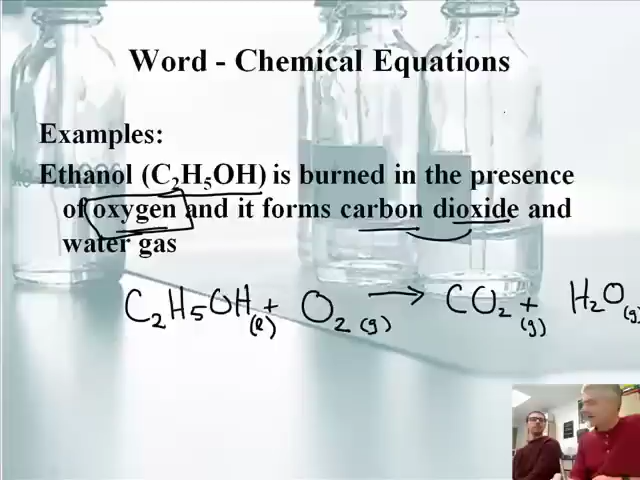 Word - Chemical Equations
Examples:
Ethanol (C₂H₅OH) is burned in the presence
of oxygen and it forms carbon dioxide and
water gas
C₂H₅OH(l) + O₂(g) → CO₂(g) + H₂O(g)